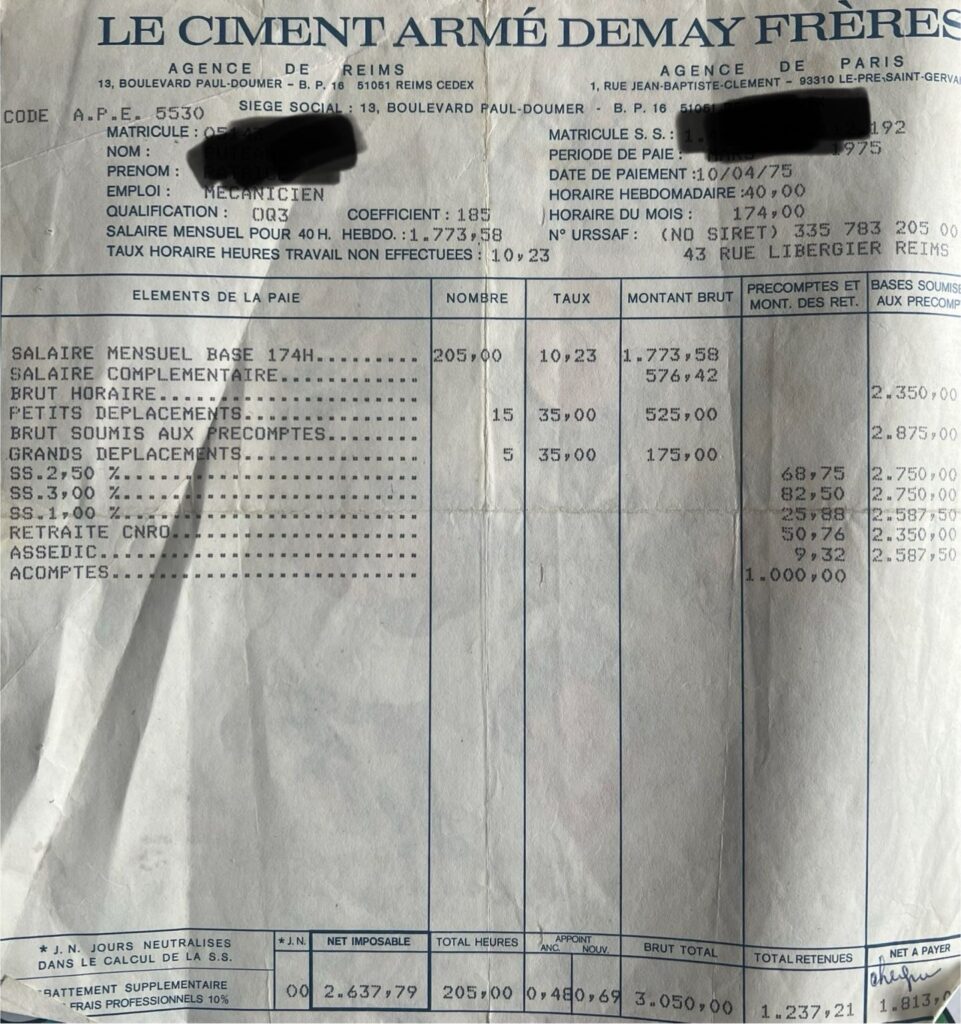 LE CIMENT ARMÉ DEMAY FRÈRES
AGENCE DE REIMS
13, BOULEVARD PAUL-DOUMER - B. P. 16 51051 REIMS CEDEX
AGENCE DE PARIS
1, RUE JEAN-BAPTISTE-CLEMENT - 93310 LE-PRE-SAINT-GERVA
SIEGE SOCIAL : 13, BOULEVARD PAUL-DOUMER - B. P. 16 51051
CODE A.P.E. 5530
MATRICULE :
NOM :
PRENOM :
EMPLOI : MECANICIEN
QUALIFICATION : OQ3 COEFFICIENT : 185
SALAIRE MENSUEL POUR 40 H. HEBDO. : 1.773,58
TAUX HORAIRE HEURES TRAVAIL NON EFFECTUEES : 10,23
MATRICULE S. S. : 1. 192
PERIODE DE PAIE : 1975
DATE DE PAIEMENT : 10/04/75
HORAIRE HEBDOMADAIRE : 40,00
HORAIRE DU MOIS : 174,00
N° URSSAF : (NO SIRET) 335 783 205 00
43 RUE LIBERGIER REIMS
ELEMENTS DE LA PAIE NOMBRE TAUX MONTANT BRUT PRECOMPTES ET MONT. DES RET. BASES SOUMISE AUX PRECOMP
SALAIRE MENSUEL BASE 174H......... 205,00 10,23 1.773,58
SALAIRE COMPLEMENTAIRE............ 576,42
BRUT HORAIRE...................... 2.350,00
PETITS DEPLACEMENTS............... 15 35,00 525,00
BRUT SOUMIS AUX PRECOMPTES........ 2.875,00
GRANDS DEPLACEMENTS............... 5 35,00 175,00
SS.2,50 %......................... 68,75 2.750,00
SS.3,00 %......................... 82,50 2.750,00
SS.1,00 %......................... 25,88 2.587,50
RETRAITE CNRO..................... 50,76 2.350,00
ASSEDIC........................... 9,32 2.587,50
ACOMPTES.......................... 1.000,00
* J. N. JOURS NEUTRALISES
DANS LE CALCUL DE LA S.S.
BATTEMENT SUPPLEMENTAIRE
FRAIS PROFESSIONNELS 10%
* J.N. NET IMPOSABLE TOTAL HEURES APPOINT ANC. NOUV. BRUT TOTAL TOTAL RETENUES NET A PAYER
chèque
00 2.637,79 205,00 0,48 0,69 3.050,00 1.237,21 1.813,0